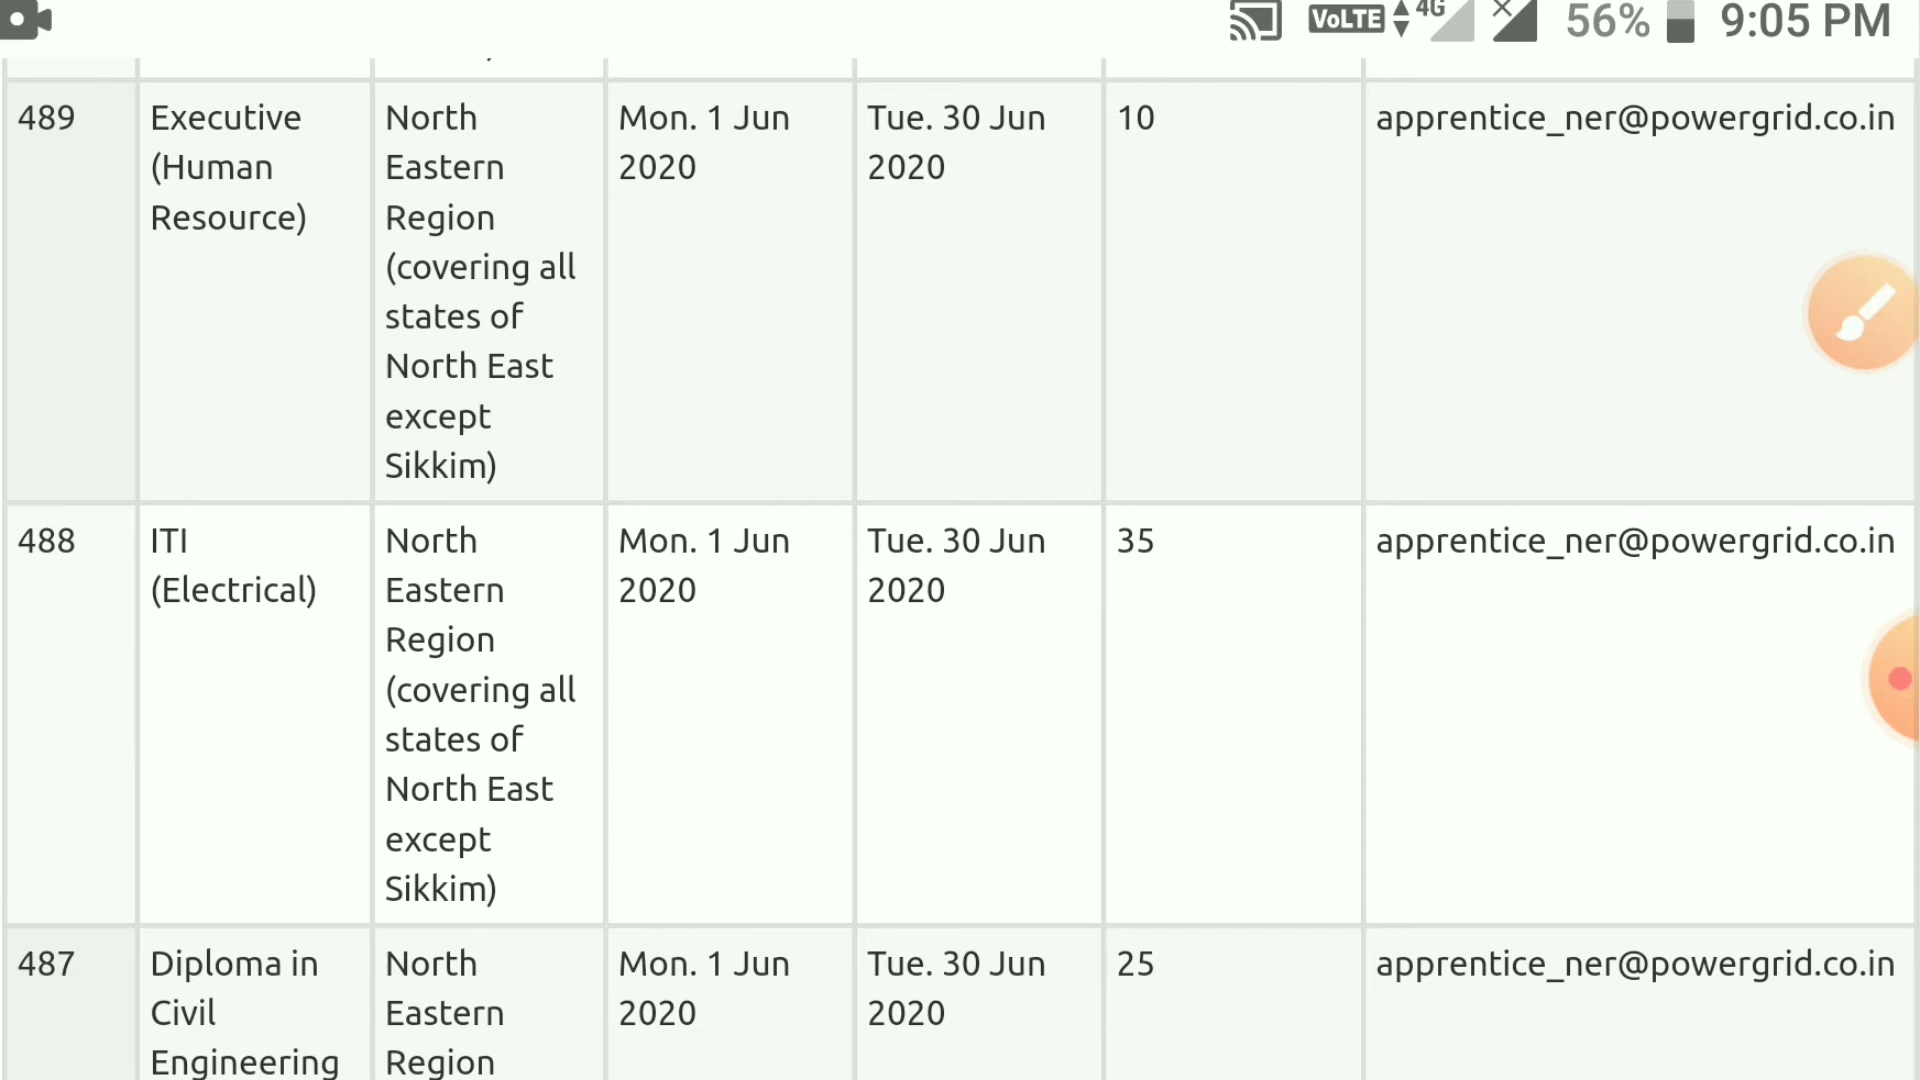 VoLTE 4G 56% 9:05 PM
489 Executive North Mon. 1 Jun Tue. 30 Jun 10 apprentice_ner@powergrid.co.in
(Human Eastern 2020 2020
Resource) Region
(covering all
states of
North East
except
Sikkim)
488 ITI North Mon. 1 Jun Tue. 30 Jun 35 apprentice_ner@powergrid.co.in
(Electrical) Eastern 2020 2020
Region
(covering all
states of
North East
except
Sikkim)
487 Diploma in North Mon. 1 Jun Tue. 30 Jun 25 apprentice_ner@powergrid.co.in
Civil Eastern 2020 2020
Engineering Region